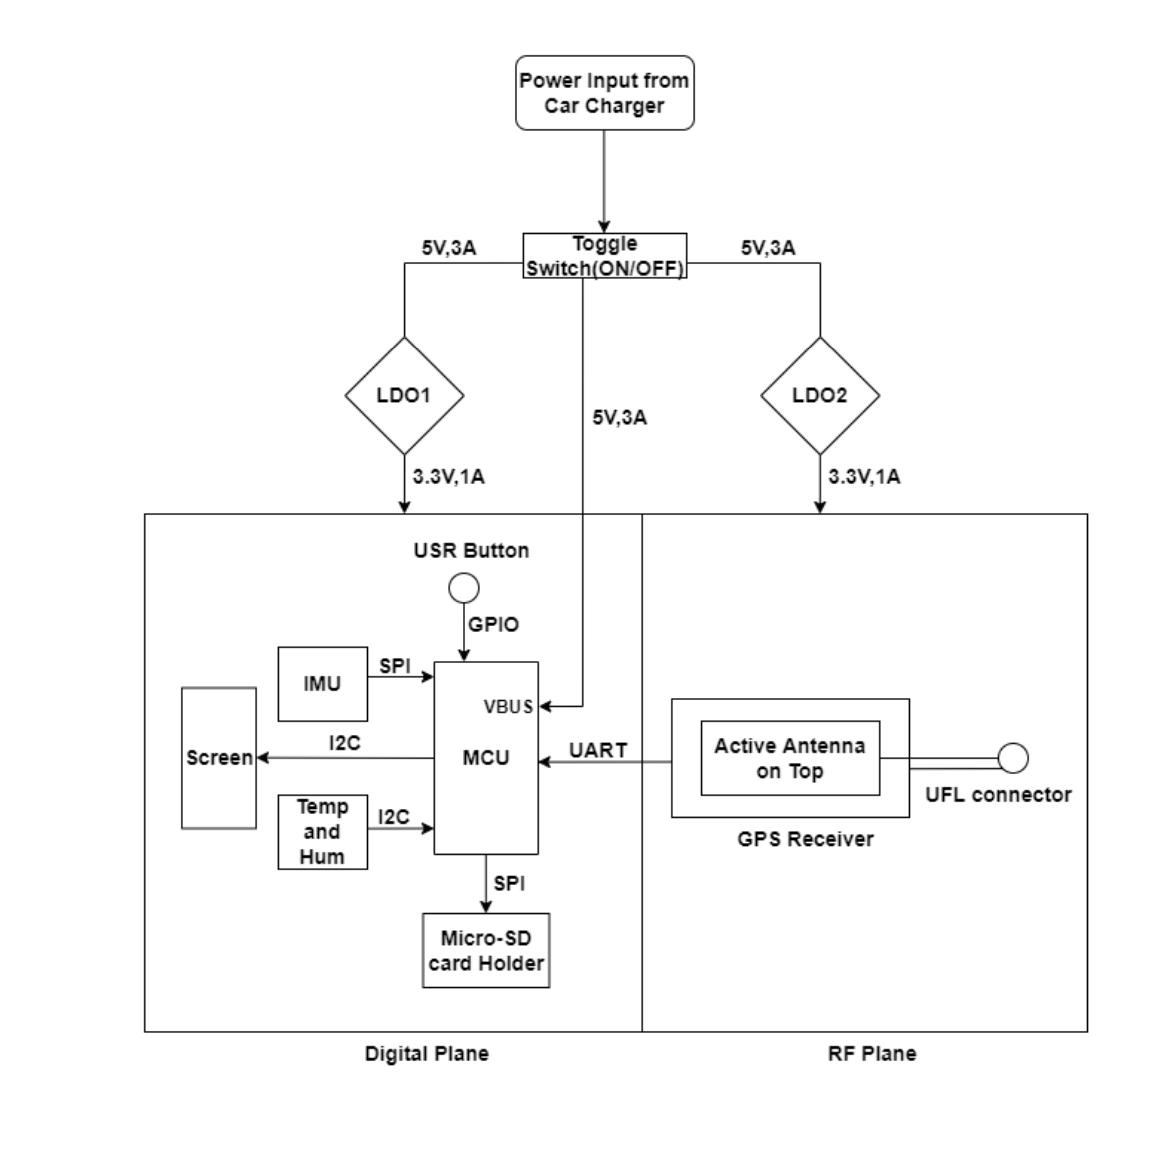 Power Input from
Car Charger
Toggle
Switch(ON/OFF)
5V,3A
5V,3A
LDO1
LDO2
5V,3A
3.3V,1A
3.3V,1A
USR Button
GPIO
IMU
SPI
VBUS
Screen
I2C
MCU
UART
Active Antenna
on Top
UFL connector
GPS Receiver
Temp
and
Hum
I2C
SPI
Micro-SD
card Holder
Digital Plane
RF Plane